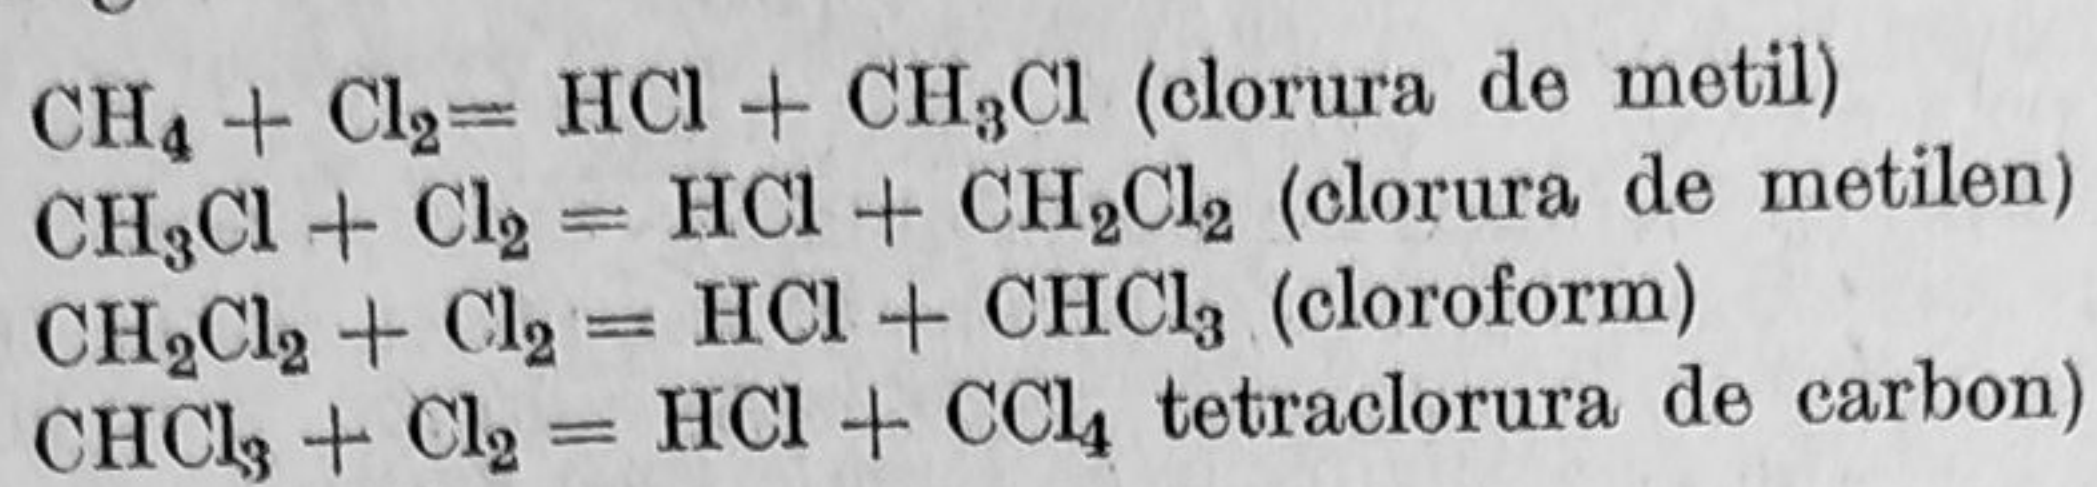 CH₄ + Cl₂= HCl + CH₃Cl (clorura de metil)
CH₃Cl + Cl₂ = HCl + CH₂Cl₂ (clorura de metilen)
CH₂Cl₂ + Cl₂ = HCl + CHCl₃ (cloroform)
CHCl₃ + Cl₂ = HCl + CCl₄ tetraclorura de carbon)